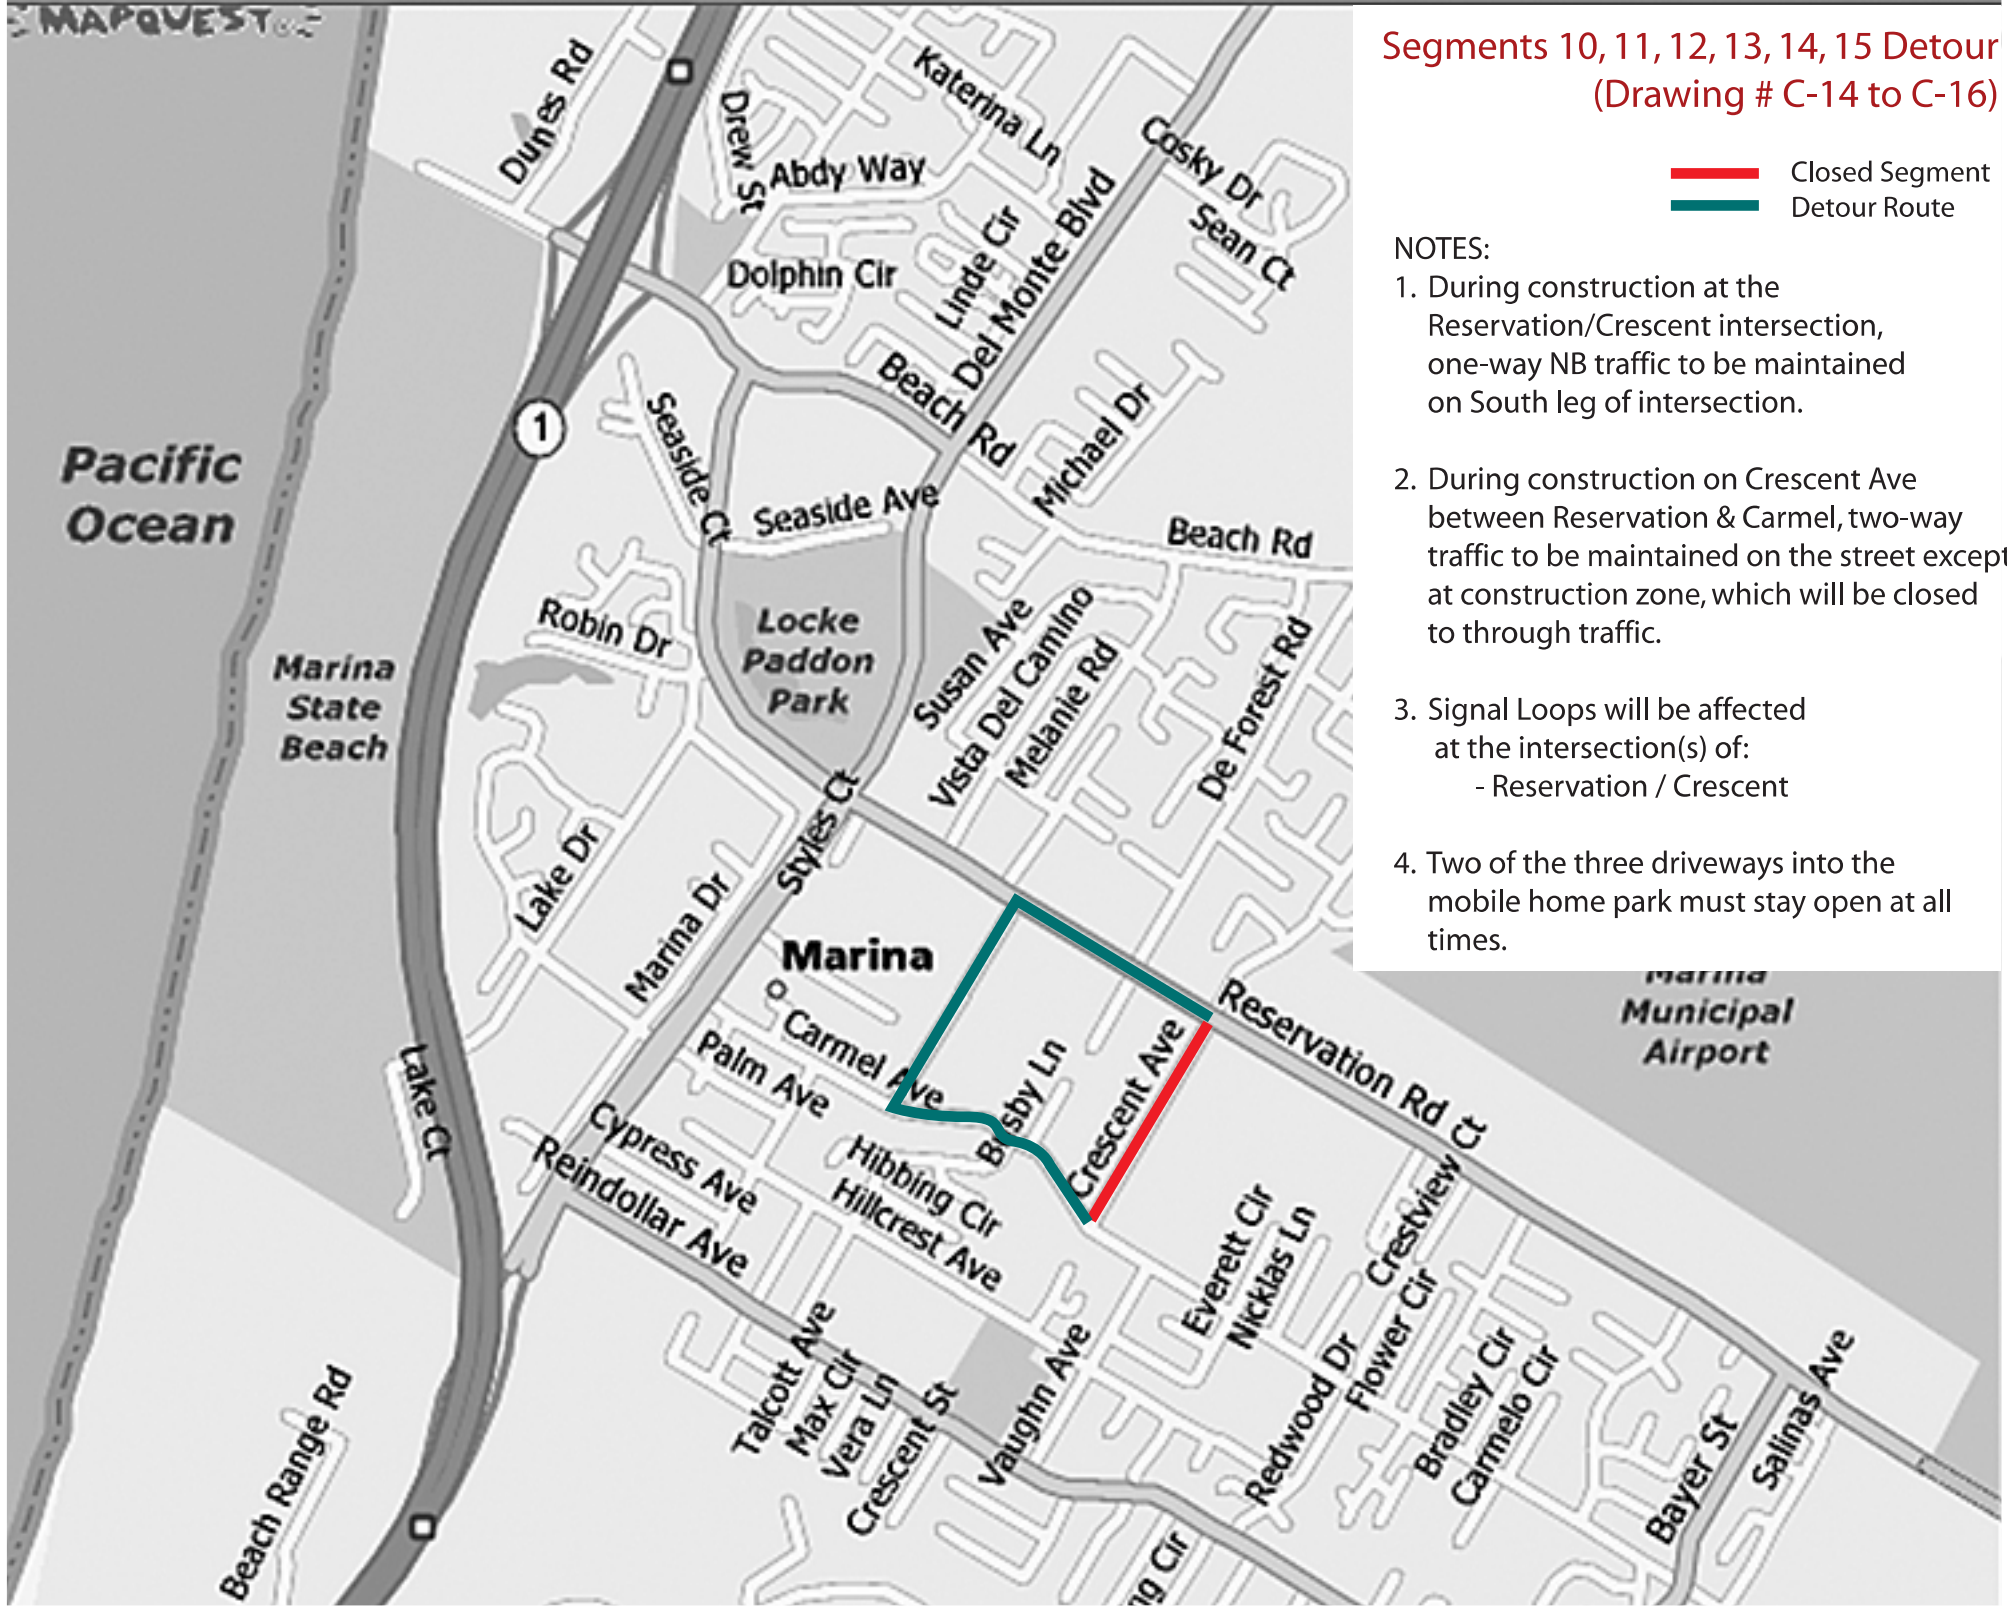 MAPQUEST
Segments 10, 11, 12, 13, 14, 15 Detour
(Drawing # C-14 to C-16)
Closed Segment
Detour Route
NOTES:
1. During construction at the
Reservation/Crescent intersection,
one-way NB traffic to be maintained
on South leg of intersection.
2. During construction on Crescent Ave
between Reservation & Carmel, two-way
traffic to be maintained on the street except
at construction zone, which will be closed
to through traffic.
3. Signal Loops will be affected
at the intersection(s) of:
- Reservation / Crescent
4. Two of the three driveways into the
mobile home park must stay open at all
times.
Dunes Rd
Drew St
Katerina Ln
Abdy Way
Cosky Dr
Sean Ct
Linde Cir
Del Monte Blvd
Dolphin Cir
Beach Rd
Michael Dr
1
Seaside Ct
Seaside Ave
Beach Rd
Pacific
Ocean
Robin Dr
Locke
Paddon
Park
Marina
State
Beach
Susan Ave
Vista Del Camino
Melanie Rd
De Forest Rd
Styles Ct
Lake Dr
Marina Dr
Marina
Carmel Ave
Palm Ave
Crescent Ave
Reservation Rd
Ct
Marina
Municipal
Airport
Lake Ct
Cypress Ave
Reindollar Ave
Hibbing Cir
Hillcrest Ave
Everett Cir
Nicklas Ln
Crestview
Flower Cir
Redwood Dr
Bradley Cir
Carmelo Cir
Talcott Ave
Max Cir
Vera Ln
Crescent St
Vaughn Ave
Bayer St
Salinas Ave
Beach Range Rd
ng Cir